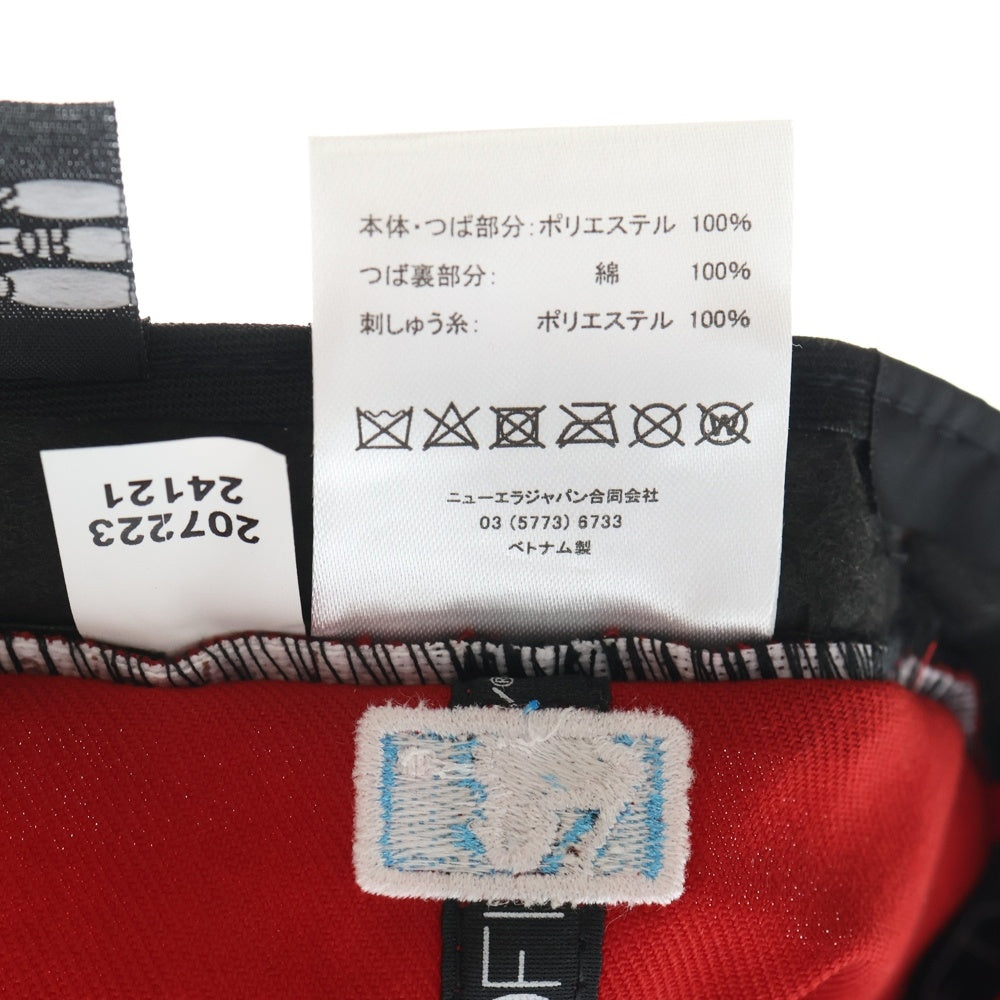 本体・つば部分:ポリエステル 100%
つば裏部分: 綿 100%
刺しゅう糸: ポリエステル 100%
W
ニューエラジャパン合同会社
03 (5773) 6733
ベトナム製
2072223
24121